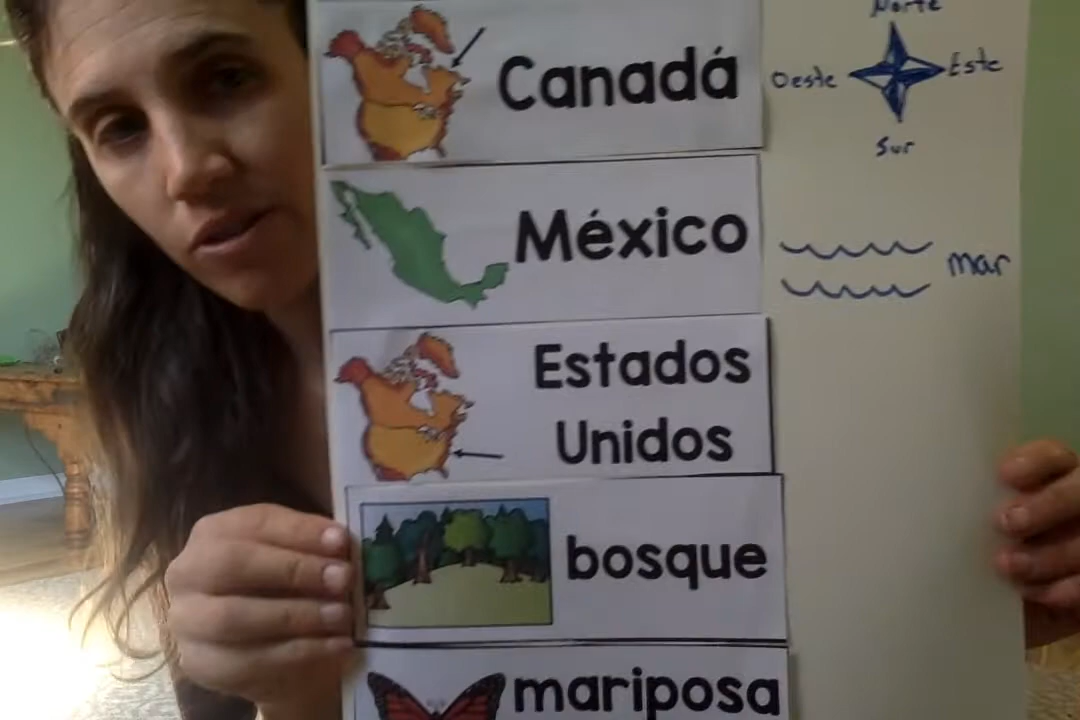 Canadá
México
Estados
Unidos
bosque
mariposa
Norte
Oeste
Este
Sur
mar